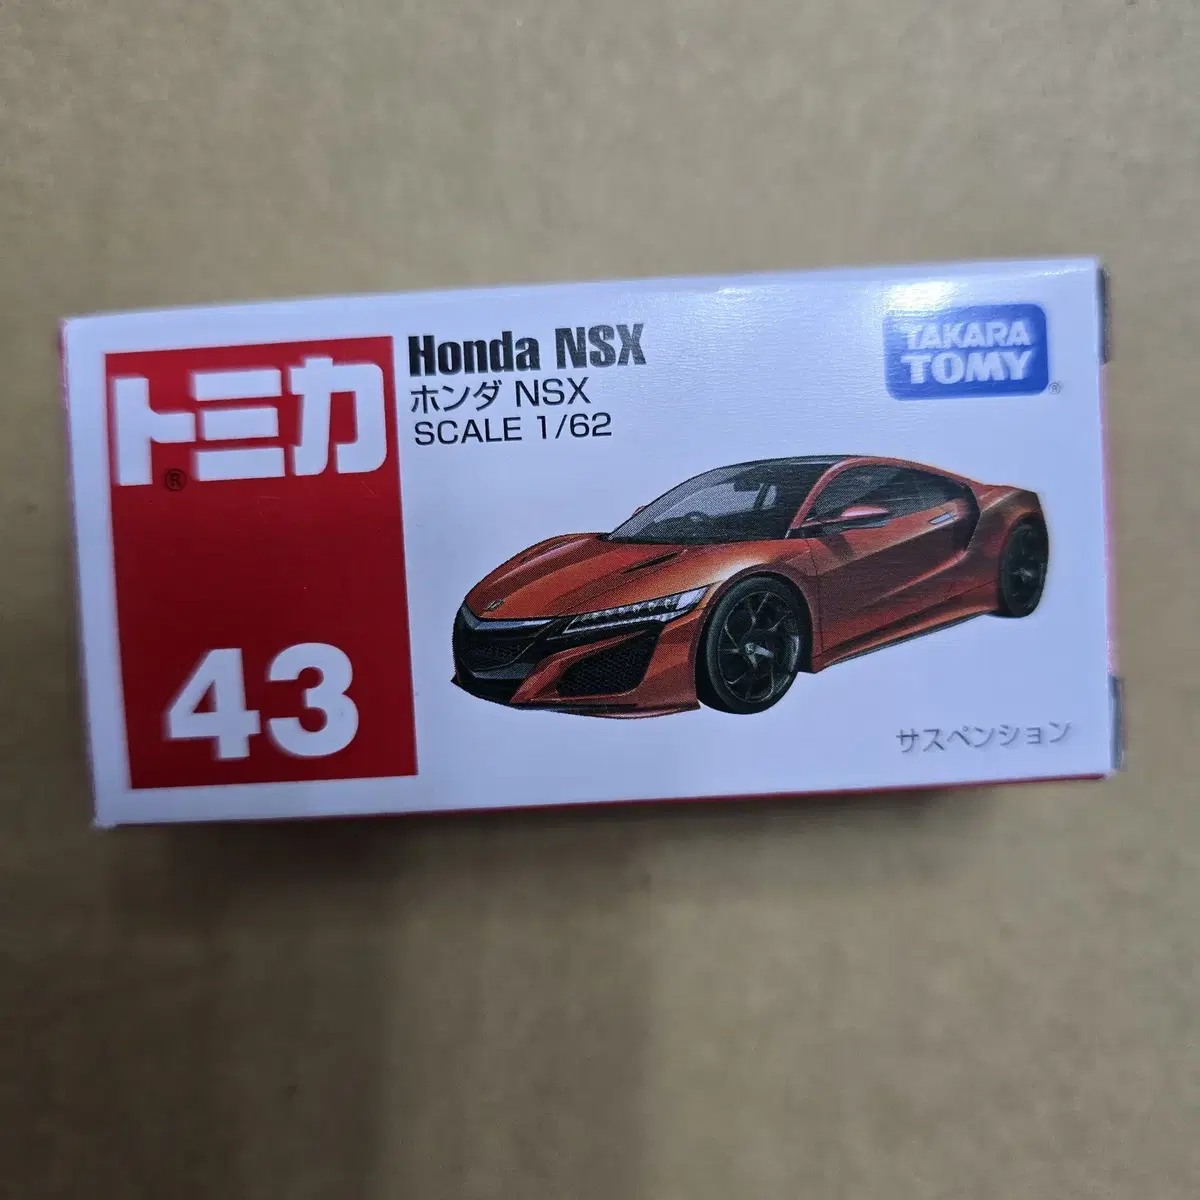 トミカ
®
43
Honda NSX
ホンダ NSX
SCALE 1/62
TAKARA
TOMY
®
サスペンション